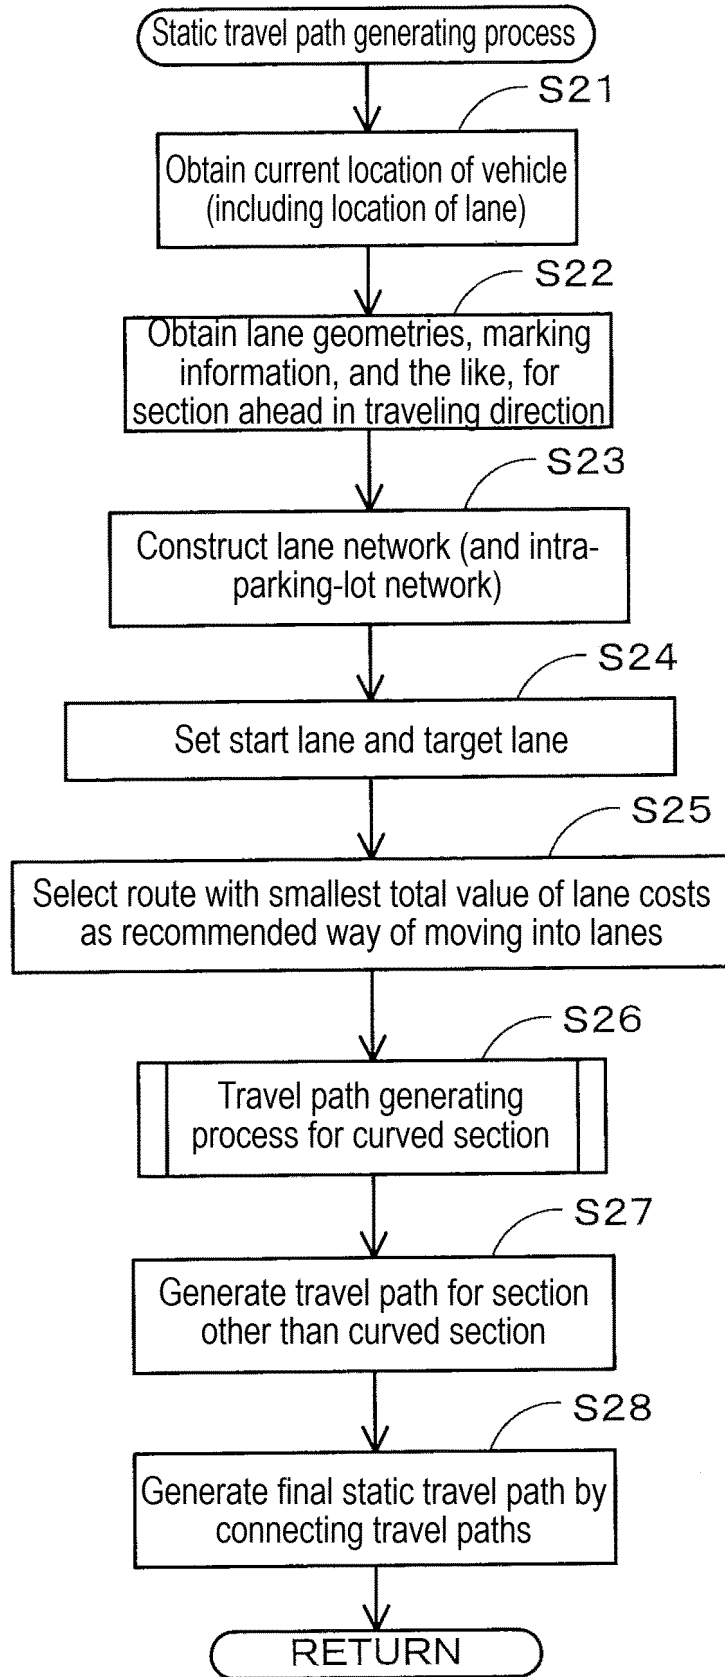 Static travel path generating process
S21
Obtain current location of vehicle
(including location of lane)
S22
Obtain lane geometries, marking
information, and the like, for
section ahead in traveling direction
S23
Construct lane network (and intra-
parking-lot network)
S24
Set start lane and target lane
S25
Select route with smallest total value of lane costs
as recommended way of moving into lanes
S26
Travel path generating
process for curved section
S27
Generate travel path for section
other than curved section
S28
Generate final static travel path by
connecting travel paths
RETURN